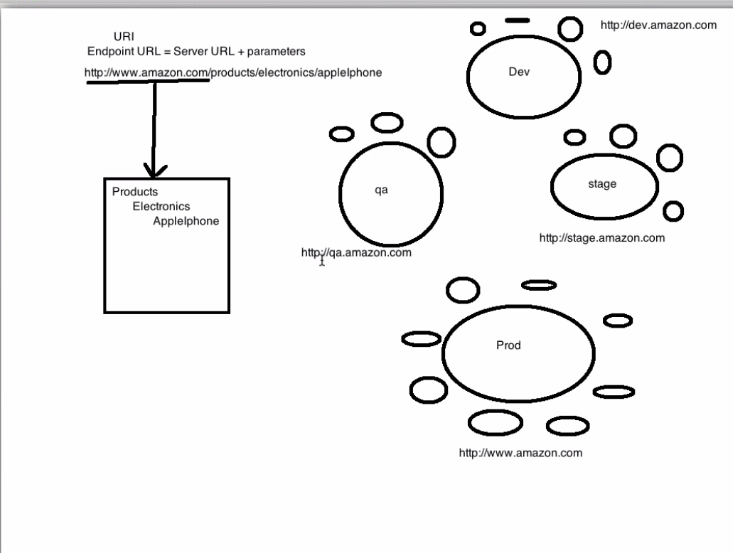 URI
Endpoint URL = Server URL + parameters
http://www.amazon.com/products/electronics/appleIphone
Products
Electronics
AppleIphone
http://dev.amazon.com
Dev
qa
http://qa.amazon.com
stage
http://stage.amazon.com
Prod
http://www.amazon.com